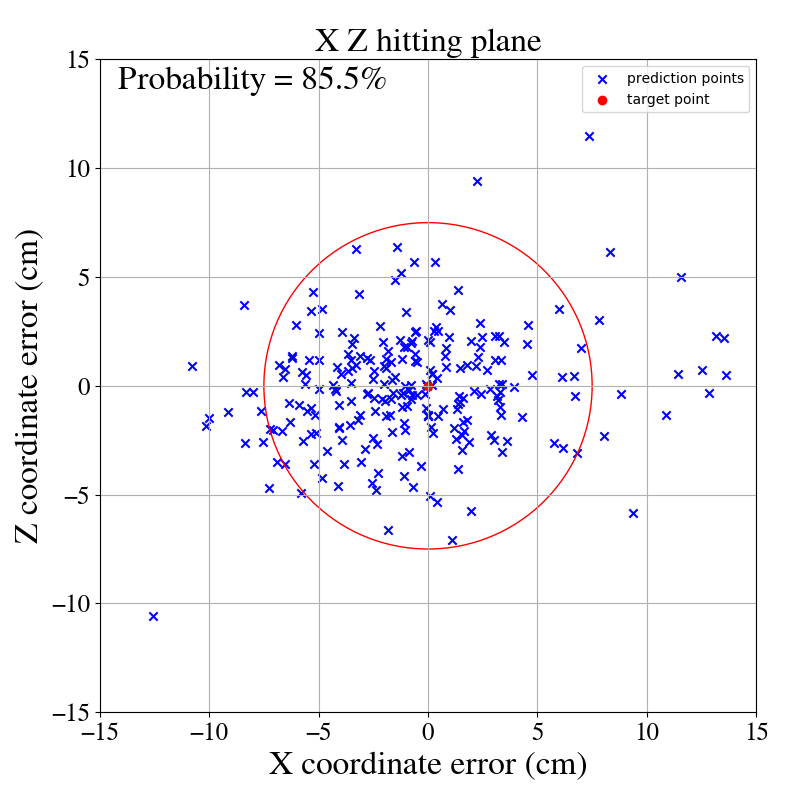 X Z hitting plane
Probability = 85.5%
prediction points
target point
Z coordinate error (cm)
15
10
5
0
−5
−10
−15
−15
−10
−5
0
5
10
15
X coordinate error (cm)